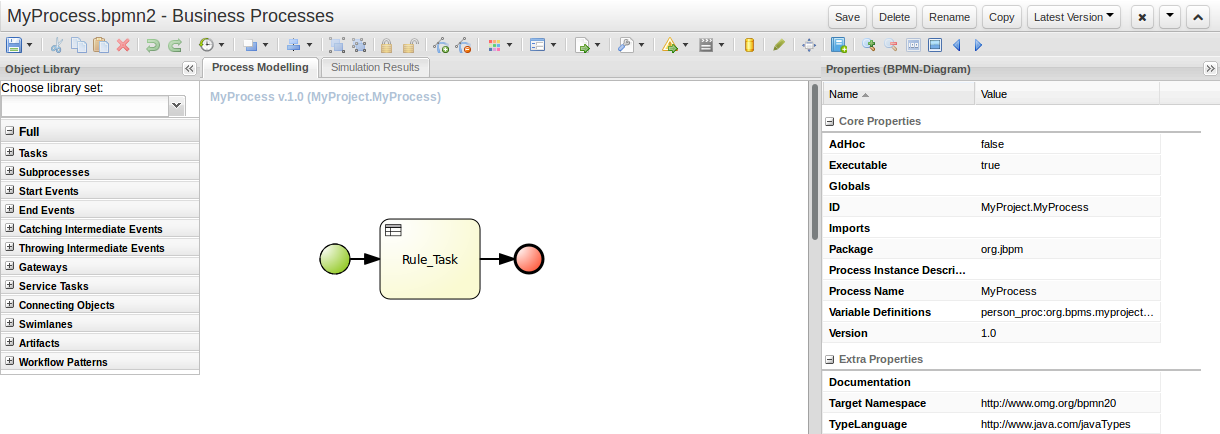 MyProcess.bpmn2 - Business Processes
Save Delete Rename Copy Latest Version
Object Library
Process Modelling Simulation Results
Properties (BPMN-Diagram)
Choose library set:
Full
Tasks
Subprocesses
Start Events
End Events
Catching Intermediate Events
Throwing Intermediate Events
Gateways
Service Tasks
Connecting Objects
Swimlanes
Artifacts
Workflow Patterns
MyProcess v.1.0 (MyProject.MyProcess)
Rule_Task
Name Value
Core Properties
AdHoc false
Executable true
Globals
ID MyProject.MyProcess
Imports
Package org.jbpm
Process Instance Descri...
Process Name MyProcess
Variable Definitions person_proc:org.bpms.myproject...
Version 1.0
Extra Properties
Documentation
Target Namespace http://www.omg.org/bpmn20
TypeLanguage http://www.java.com/javaTypes